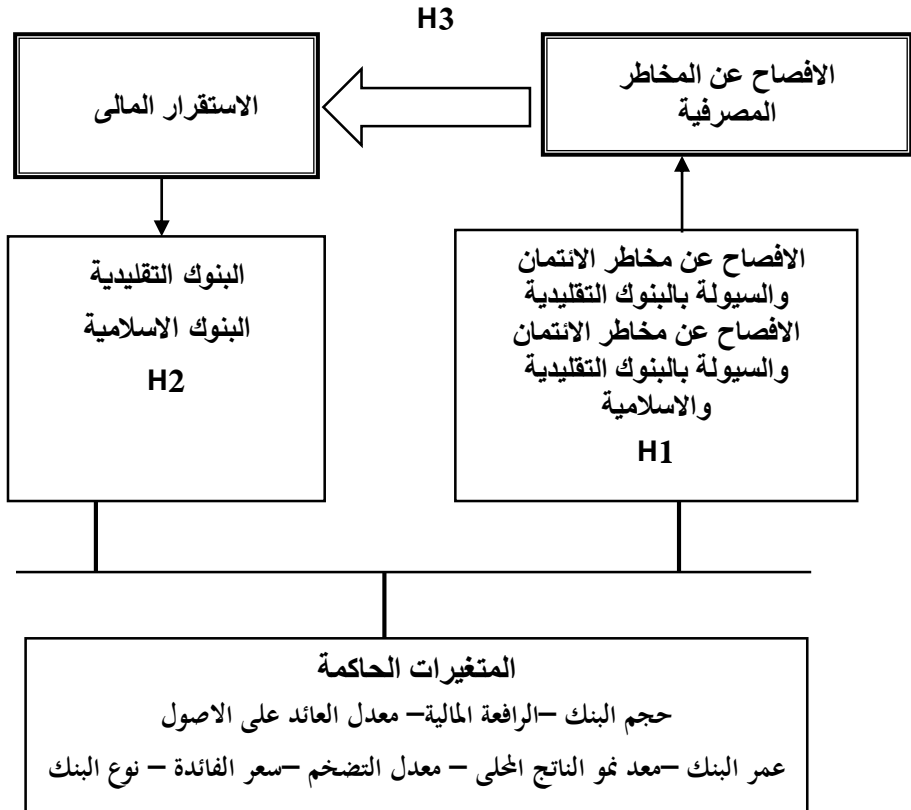 H3
الافصاح عن المخاطر
المصرفية
الاستقرار المالى
الافصاح عن مخاطر الائتمان
والسيولة بالبنوك التقليدية
الافصاح عن مخاطر الائتمان
والسيولة بالبنوك التقليدية
والاسلامية
H1
البنوك التقليدية
البنوك الاسلامية
H2
المتغيرات الحاكمة
حجم البنك –الرافعة المالية– معدل العائد على الاصول
عمر البنك –معد نمو الناتج المحلى – معدل التضخم –سعر الفائدة – نوع البنك